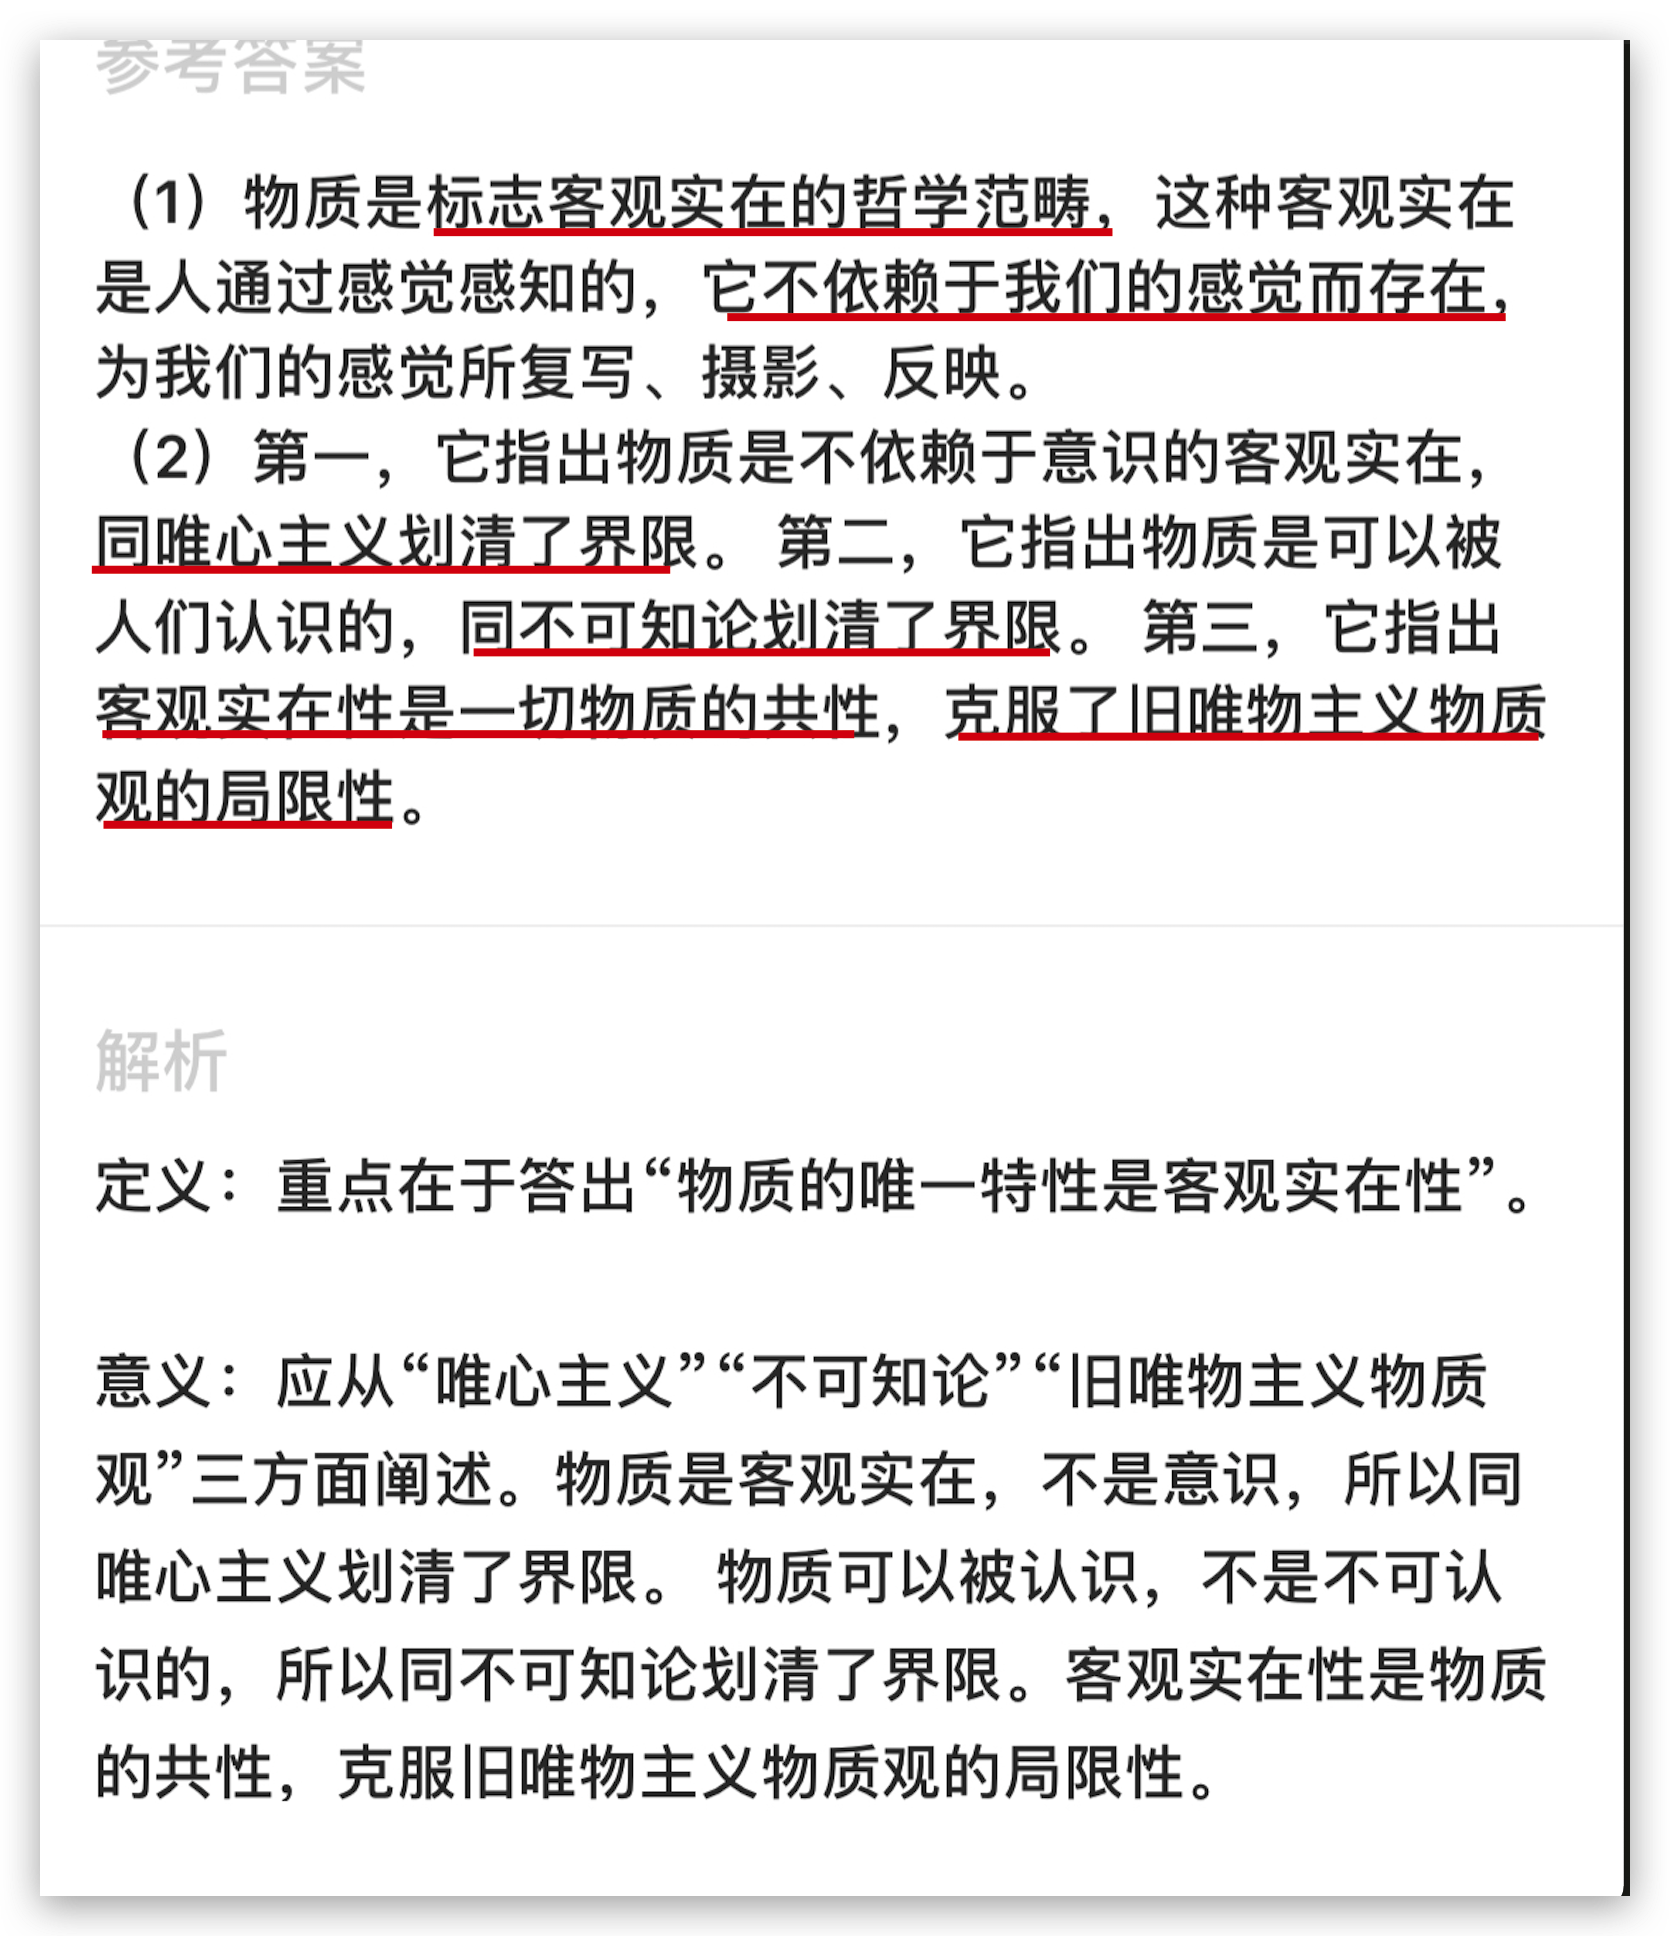 参考答案
（1）物质是标志客观实在的哲学范畴，这种客观实在
是人通过感觉感知的，它不依赖于我们的感觉而存在，
为我们的感觉所复写、摄影、反映。
（2）第一，它指出物质是不依赖于意识的客观实在，
同唯心主义划清了界限。 第二，它指出物质是可以被
人们认识的，同不可知论划清了界限。 第三，它指出
客观实在性是一切物质的共性，克服了旧唯物主义物质
观的局限性。
解析
定义：重点在于答出“物质的唯一特性是客观实在性”。
意义：应从“唯心主义”“不可知论”“旧唯物主义物质
观”三方面阐述。物质是客观实在，不是意识，所以同
唯心主义划清了界限。 物质可以被认识，不是不可认
识的，所以同不可知论划清了界限。客观实在性是物质
的共性，克服旧唯物主义物质观的局限性。